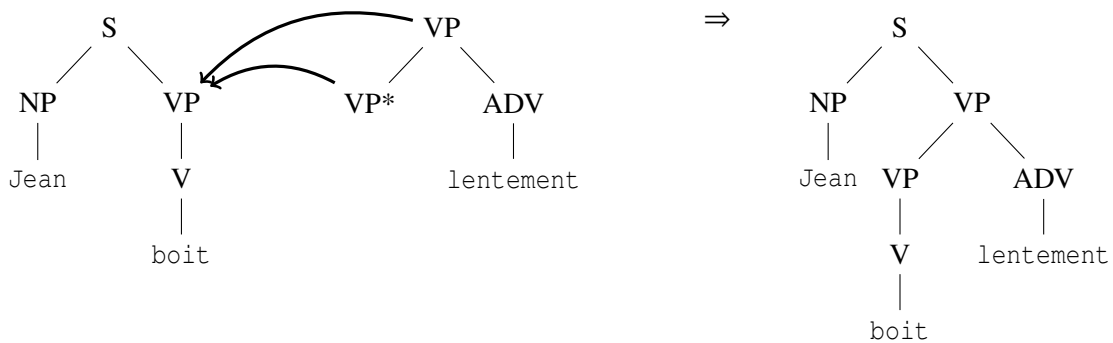 S VP ⇒ S
NP VP VP* ADV NP VP
Jean V lentement Jean VP ADV
boit V lentement
boit